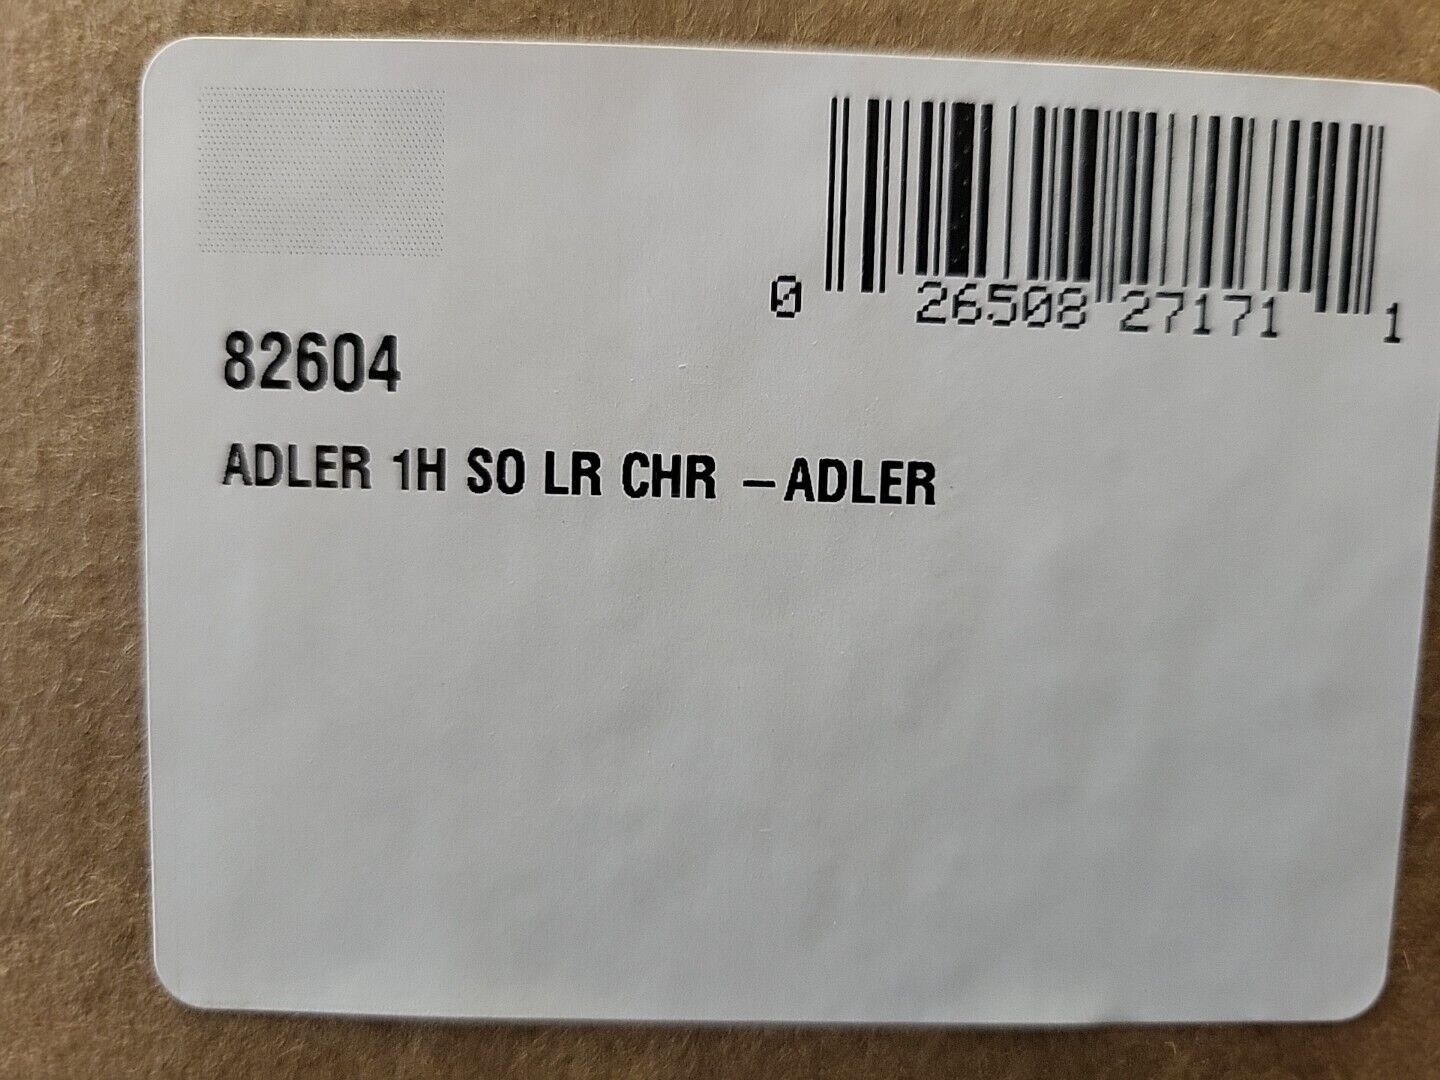 0 26508 27171 1
82604
ADLER 1H SO LR CHR –ADLER